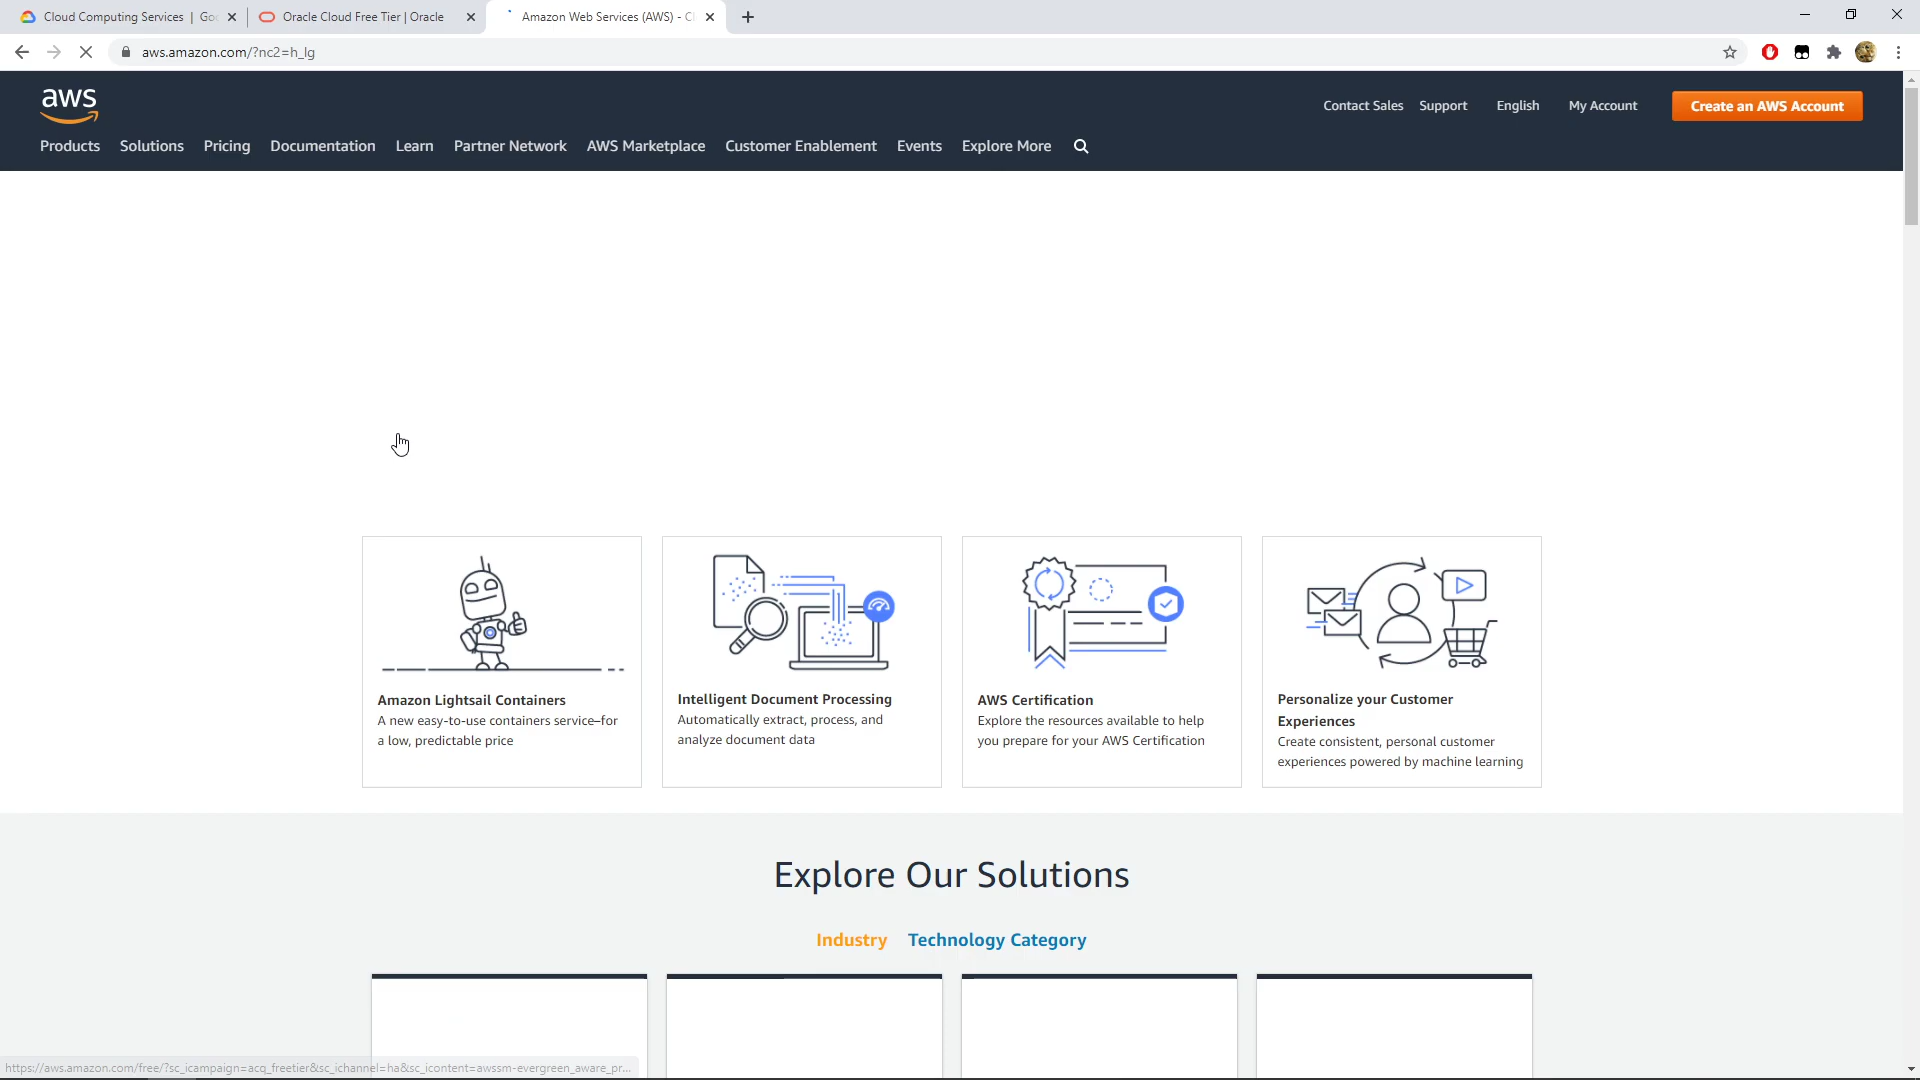 Cloud Computing Services | Goo
Oracle Cloud Free Tier | Oracle
Amazon Web Services (AWS) - Cl
aws.amazon.com/?nc2=h_lg
aws
Contact Sales Support English My Account Create an AWS Account
Products Solutions Pricing Documentation Learn Partner Network AWS Marketplace Customer Enablement Events Explore More
Amazon Lightsail Containers
A new easy-to-use containers service–for
a low, predictable price
Intelligent Document Processing
Automatically extract, process, and
analyze document data
AWS Certification
Explore the resources available to help
you prepare for your AWS Certification
Personalize your Customer
Experiences
Create consistent, personal customer
experiences powered by machine learning
Explore Our Solutions
Industry Technology Category
https://aws.amazon.com/free/?sc_icampaign=acq_freetier&sc_ichannel=ha&sc_icontent=awssm-evergreen_aware_pr...